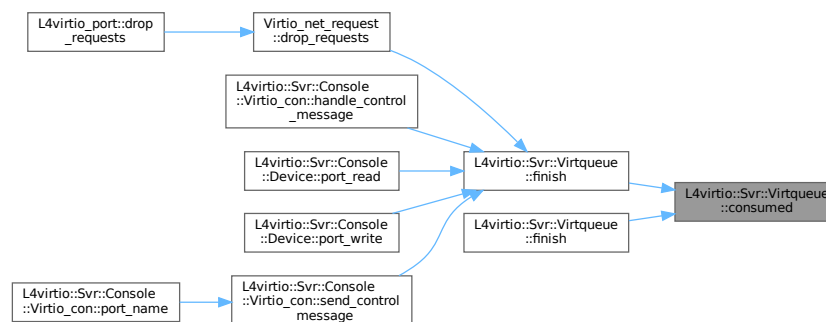 L4virtio_port::drop
_requests
Virtio_net_request
::drop_requests
L4virtio::Svr::Console
::Virtio_con::handle_control
_message
L4virtio::Svr::Console
::Device::port_read
L4virtio::Svr::Virtqueue
::finish
L4virtio::Svr::Virtqueue
::consumed
L4virtio::Svr::Console
::Device::port_write
L4virtio::Svr::Virtqueue
::finish
L4virtio::Svr::Console
::Virtio_con::port_name
L4virtio::Svr::Console
::Virtio_con::send_control
_message